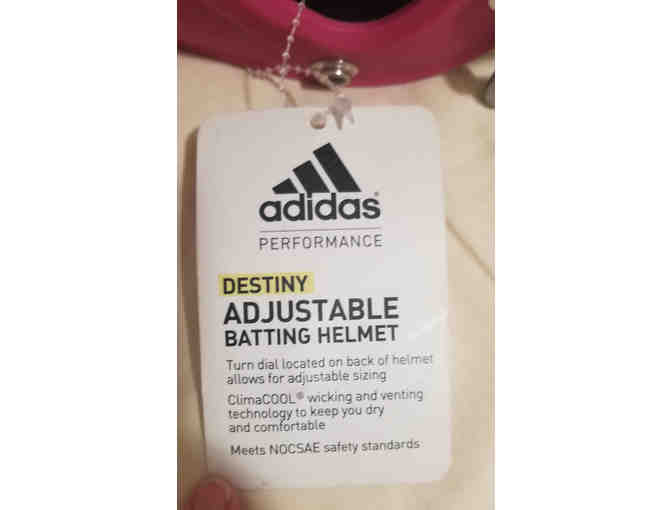 adidas®
PERFORMANCE
DESTINY
ADJUSTABLE
BATTING HELMET
Turn dial located on back of helmet
allows for adjustable sizing
ClimaCOOL® wicking and venting
technology to keep you dry
and comfortable
Meets NOCSAE safety standards